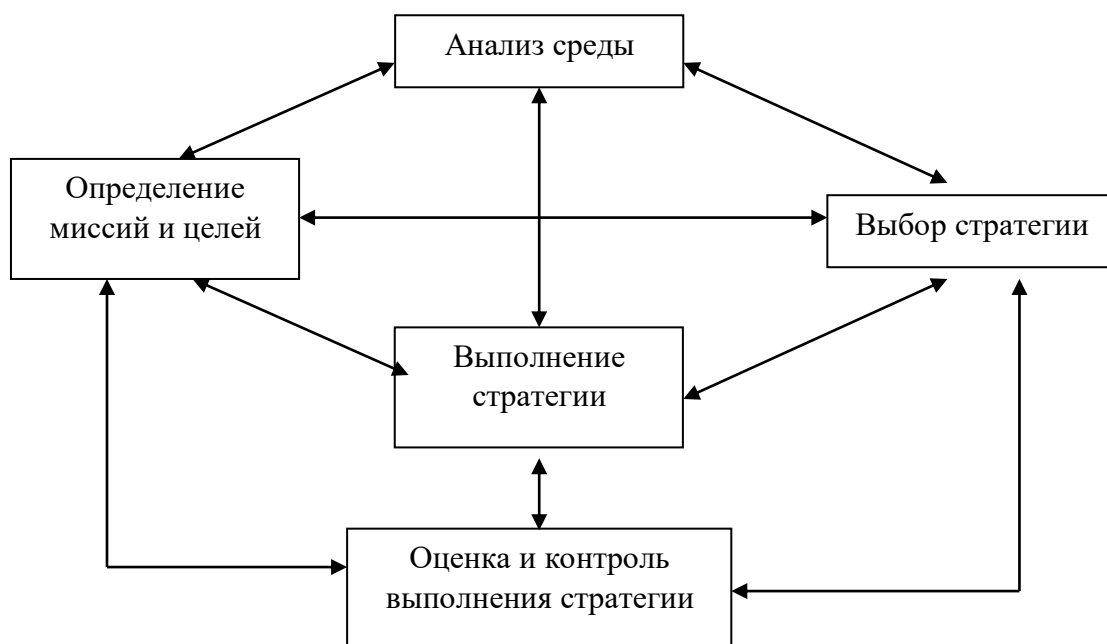 Анализ среды
Определение
миссий и целей
Выбор стратегии
Выполнение
стратегии
Оценка и контроль
выполнения стратегии